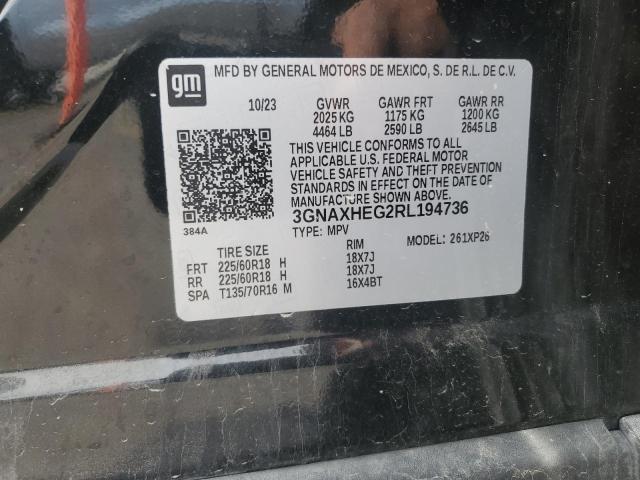 gm
MFD BY GENERAL MOTORS DE MEXICO, S. DE R.L. DE C.V.
10/23 GVWR GAWR FRT GAWR RR
2025 KG 1175 KG 1200 KG
4464 LB 2590 LB 2645 LB
THIS VEHICLE CONFORMS TO ALL
APPLICABLE U.S. FEDERAL MOTOR
VEHICLE SAFETY AND THEFT PREVENTION
STANDARDS IN EFFECT ON THE DATE OF
MANUFACTURE SHOWN ABOVE.
3GNAXHEG2RL194736
384A
TYPE: MPV MODEL: 261XP26
TIRE SIZE RIM
FRT 225/60R18 H 18X7J
RR 225/60R18 H 18X7J
SPA T135/70R16 M 16X4BT